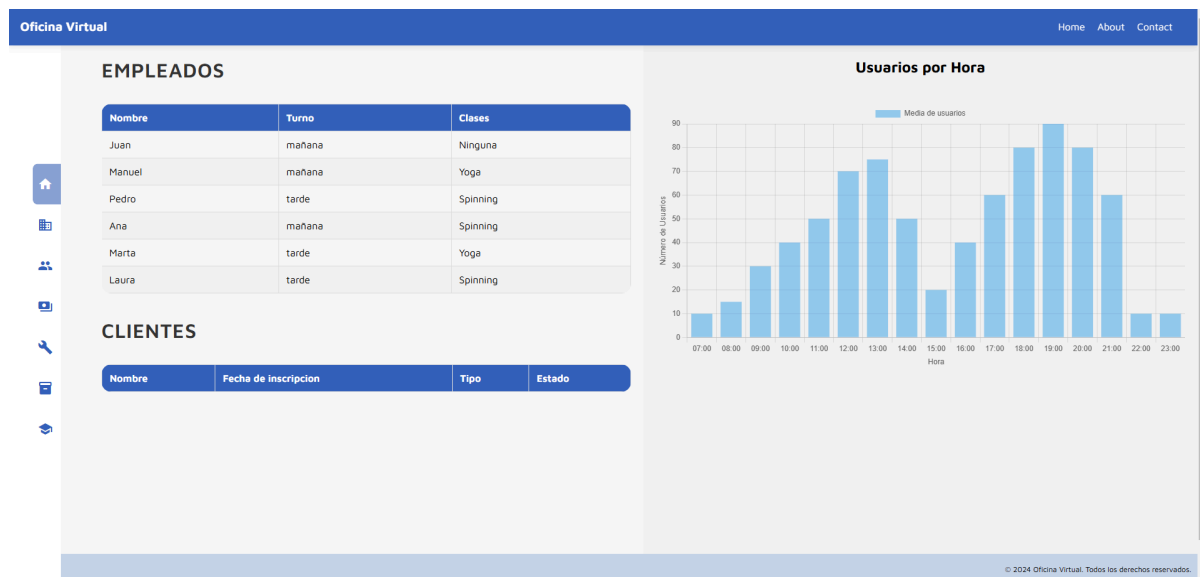 Oficina Virtual
Home About Contact
EMPLEADOS
Nombre Turno Clases
Juan mañana Ninguna
Manuel mañana Yoga
Pedro tarde Spinning
Ana mañana Spinning
Marta tarde Yoga
Laura tarde Spinning
CLIENTES
Nombre Fecha de inscripcion Tipo Estado
Usuarios por Hora
Media de usuarios
Número de Usuarios
90
80
70
60
50
40
30
20
10
0
07:00 08:00 09:00 10:00 11:00 12:00 13:00 14:00 15:00 16:00 17:00 18:00 19:00 20:00 21:00 22:00 23:00
Hora
© 2024 Oficina Virtual. Todos los derechos reservados.